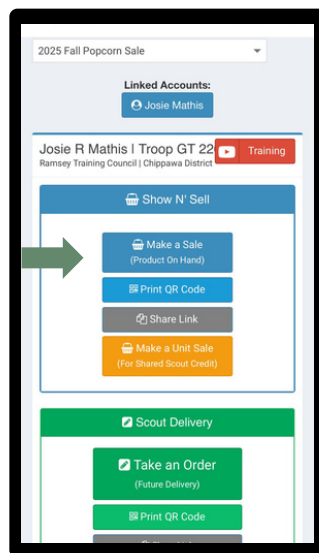 2025 Fall Popcorn Sale
Linked Accounts:
Josie Mathis
Josie R Mathis I Troop GT 22
Training
Ramsey Training Council | Chippawa District
Show N' Sell
Make a Sale
(Product On Hand)
Print QR Code
Share Link
Make a Unit Sale
(For Shared Scout Credit)
Scout Delivery
Take an Order
(Future Delivery)
Print QR Code